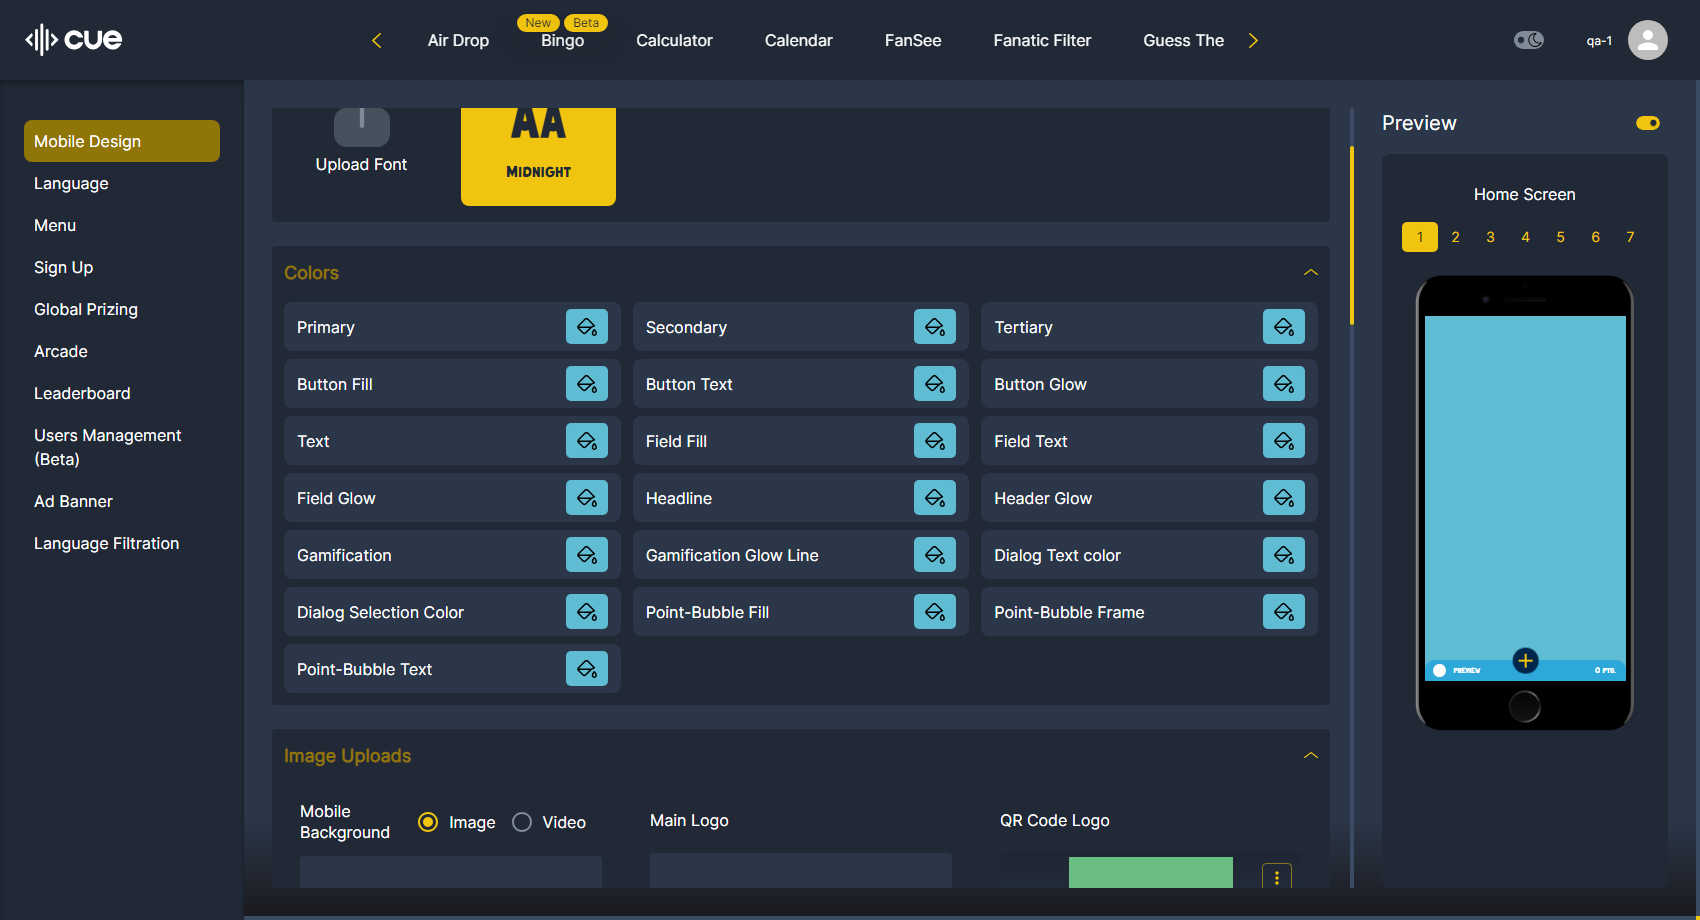 cue
Air Drop
New
Beta
Bingo
Calculator
Calendar
FanSee
Fanatic Filter
Guess The
qa-1
Mobile Design
Language
Menu
Sign Up
Global Prizing
Arcade
Leaderboard
Users Management
(Beta)
Ad Banner
Language Filtration
Upload Font
AA
MIDNIGHT
Colors
Primary
Secondary
Tertiary
Button Fill
Button Text
Button Glow
Text
Field Fill
Field Text
Field Glow
Headline
Header Glow
Gamification
Gamification Glow Line
Dialog Text color
Dialog Selection Color
Point-Bubble Fill
Point-Bubble Frame
Point-Bubble Text
Image Uploads
Mobile
Background
Image
Video
Main Logo
QR Code Logo
Preview
Home Screen
1 2 3 4 5 6 7
PREVIEW
0 PTS.